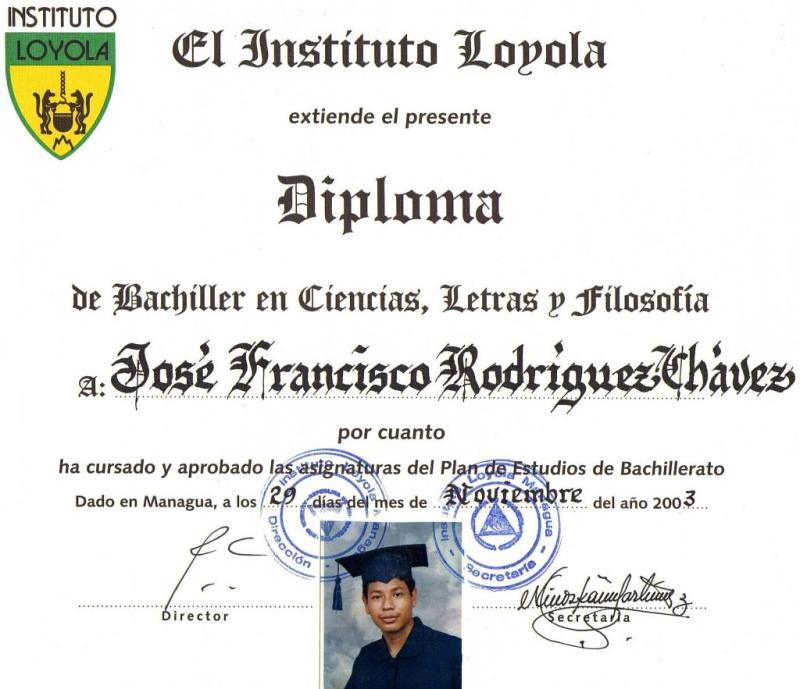 INSTITUTO
LOYOLA
El Instituto Loyola
extiende el presente
Diploma
de Bachiller en Ciencias, Letras y Filosofía
A: José Francisco Rodríguez Chávez
por cuanto
ha cursado y aprobado las asignaturas del Plan de Estudios de Bachillerato
Dado en Managua, a los 29 días del mes de Noviembre del año 2003
Instituto Loyola Managua
Dirección
Instituto Loyola Managua
Secretaría
Director
Secretaria